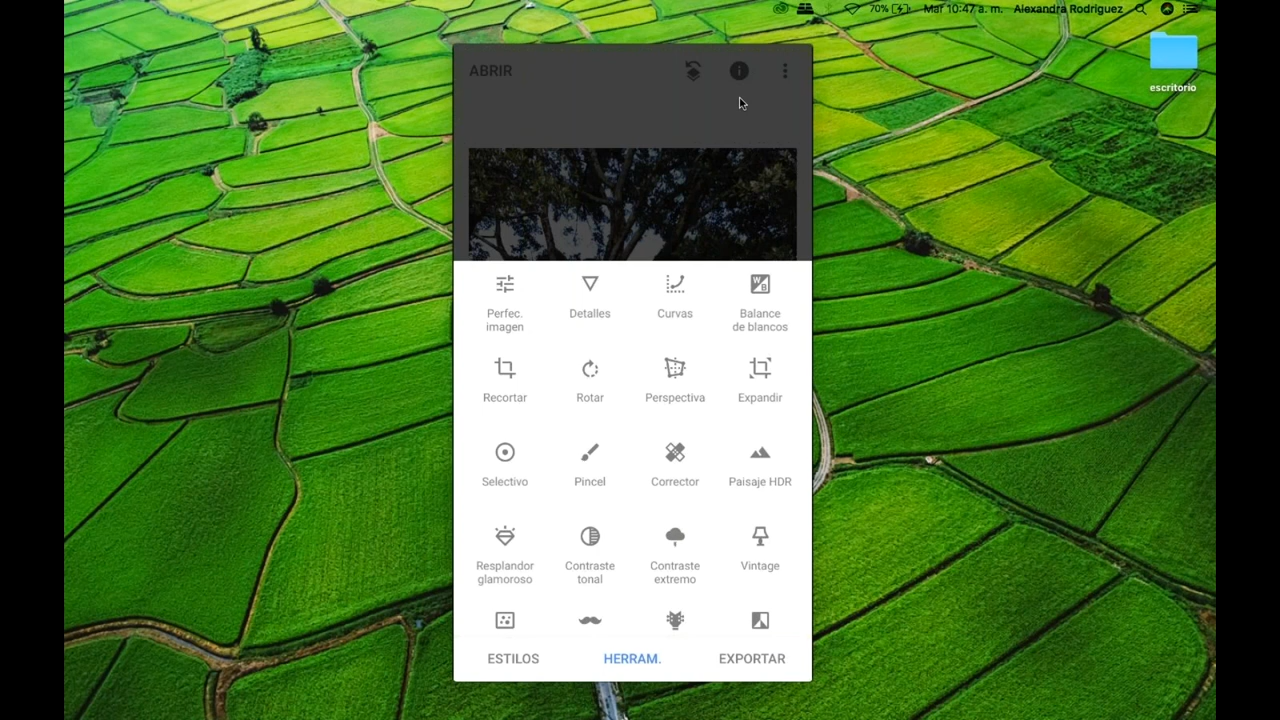 70%
Mar 10:47 a. m.
Alexandra Rodriguez
escritorio
ABRIR
Perfec.
imagen
Detalles
Curvas
Balance
de blancos
W
B
Recortar
Rotar
Perspectiva
Expandir
Selectivo
Pincel
Corrector
Paisaje HDR
Resplandor
glamoroso
Contraste
tonal
Contraste
extremo
Vintage
ESTILOS
HERRAM.
EXPORTAR